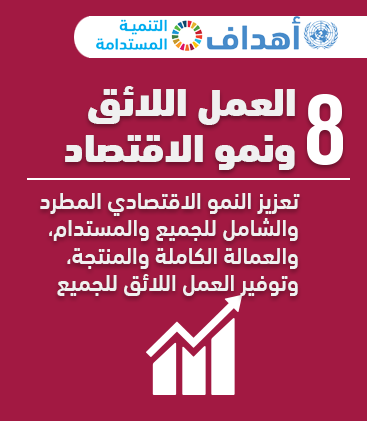 أهداف
التنمية
المستدامة
8
العمل اللائق
ونمو الاقتصاد
تعزيز النمو الاقتصادي المطرد
والشامل للجميع والمستدام،
والعمالة الكاملة والمنتجة،
وتوفير العمل اللائق للجميع